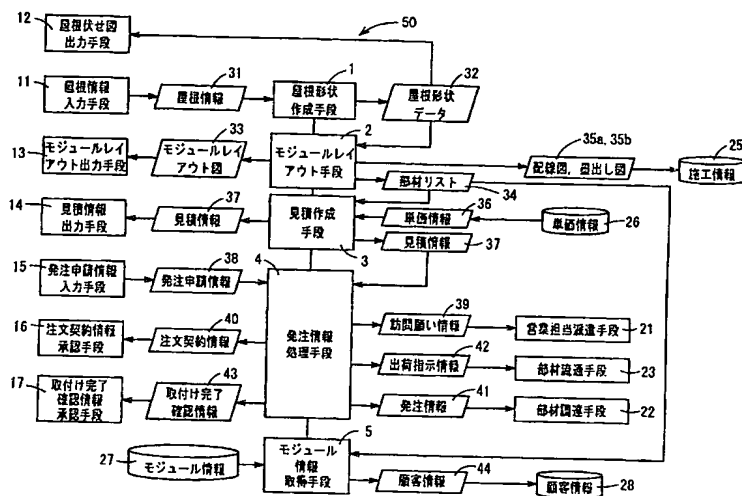 12
屋根伏せ図
出力手段
50
11
屋根情報
入力手段
31
屋根情報
1
屋根形状
作成手段
32
屋根形状
データ
13
モジュールレイ
アウト出力手段
33
モジュールレイ
アウト図
2
モジュールレイ
アウト手段
35a, 35b
配線図, 墨出し図
25
施工情報
部材リスト
34
14
見積情報
出力手段
37
見積情報
見積作成
手段
3
36
単価情報
26
単価情報
見積情報
37
15
発注申請情報
入力手段
38
発注申請情報
4
発注情報
処理手段
39
訪問願い情報
営業担当派遣手段
21
16
注文契約情報
承認手段
40
注文契約情報
42
出荷指示情報
部材流通手段
23
17
取付け完了
確認情報
承認手段
43
取付け完了
確認情報
41
発注情報
部材調達手段
22
27
モジュール情報
5
モジュール
情報
取得手段
44
顧客情報
顧客情報
28